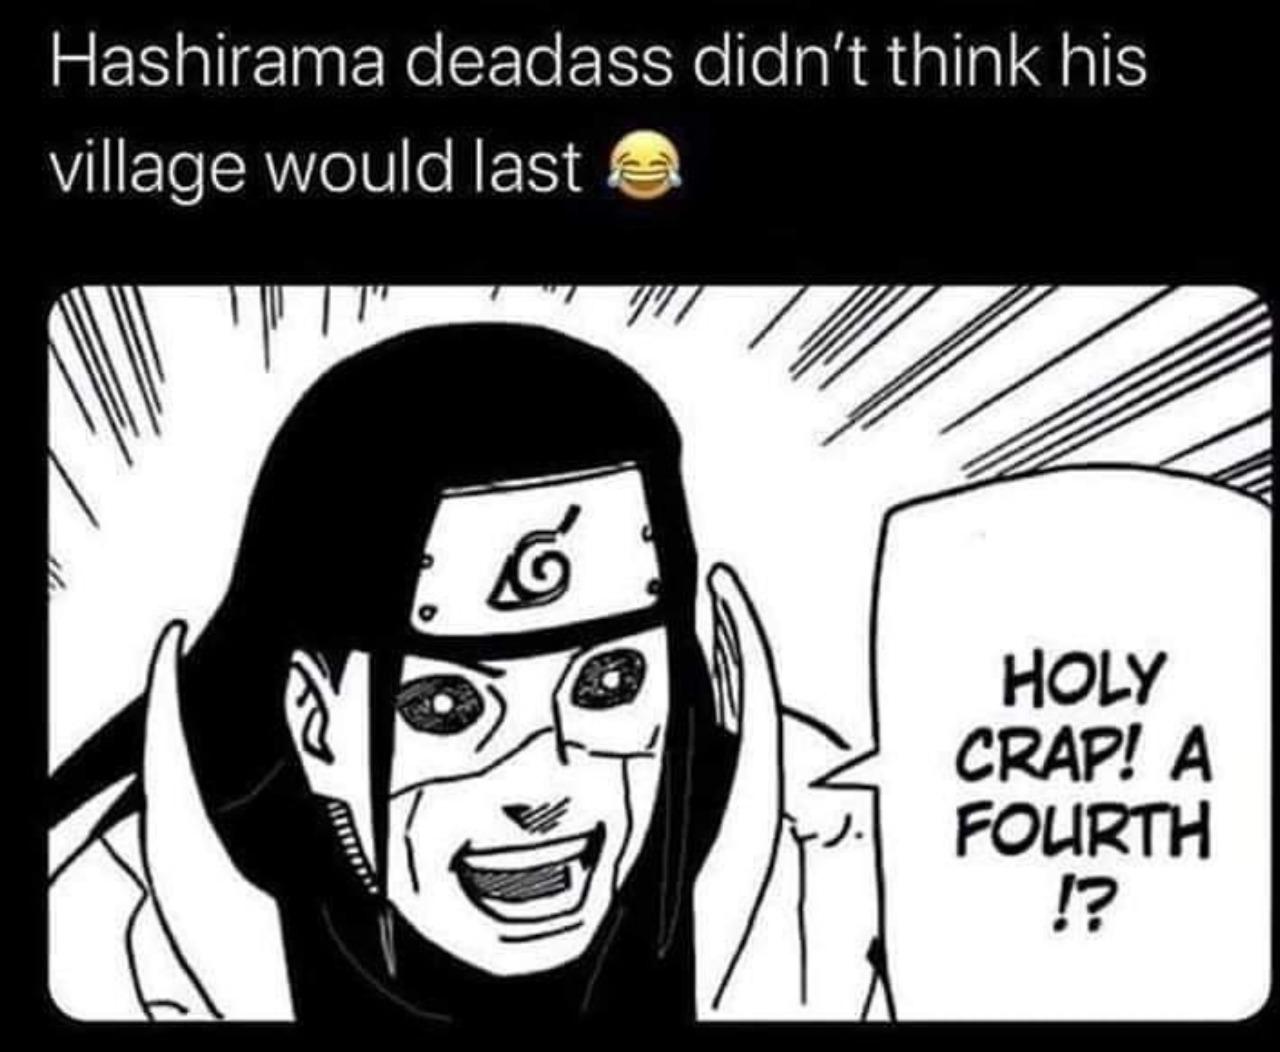 Hashirama deadass didn't think his
village would last 😂
HOLY
CRAP! A
FOURTH
!?